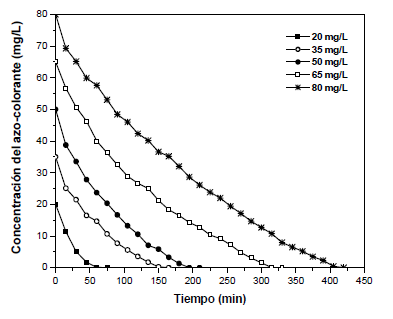 Concentración del azo-colorante (mg/L)
80
70
60
50
40
30
20
10
0
0
50
100
150
200
250
300
350
400
450
Tiempo (min)
20 mg/L
35 mg/L
50 mg/L
65 mg/L
80 mg/L